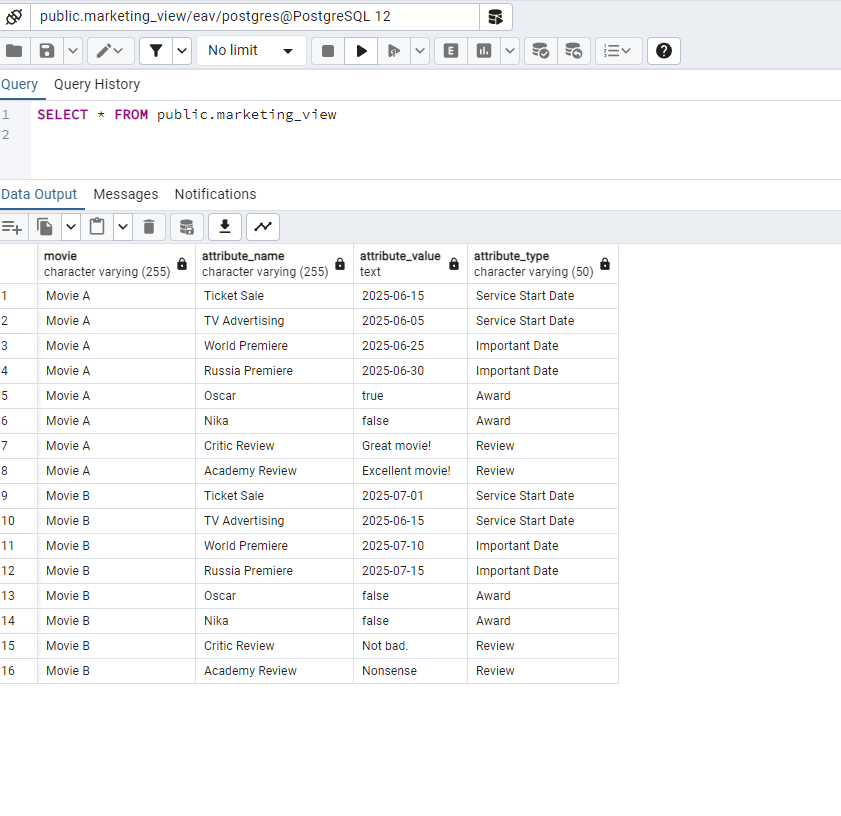 public.marketing_view/eav/postgres@PostgreSQL 12
No limit
E
?
Query Query History
1 SELECT * FROM public.marketing_view
2
Data Output Messages Notifications
movie attribute_name attribute_value attribute_type
character varying (255) character varying (255) text character varying (50)
1 Movie A Ticket Sale 2025-06-15 Service Start Date
2 Movie A TV Advertising 2025-06-05 Service Start Date
3 Movie A World Premiere 2025-06-25 Important Date
4 Movie A Russia Premiere 2025-06-30 Important Date
5 Movie A Oscar true Award
6 Movie A Nika false Award
7 Movie A Critic Review Great movie! Review
8 Movie A Academy Review Excellent movie! Review
9 Movie B Ticket Sale 2025-07-01 Service Start Date
10 Movie B TV Advertising 2025-06-15 Service Start Date
11 Movie B World Premiere 2025-07-10 Important Date
12 Movie B Russia Premiere 2025-07-15 Important Date
13 Movie B Oscar false Award
14 Movie B Nika false Award
15 Movie B Critic Review Not bad. Review
16 Movie B Academy Review Nonsense Review